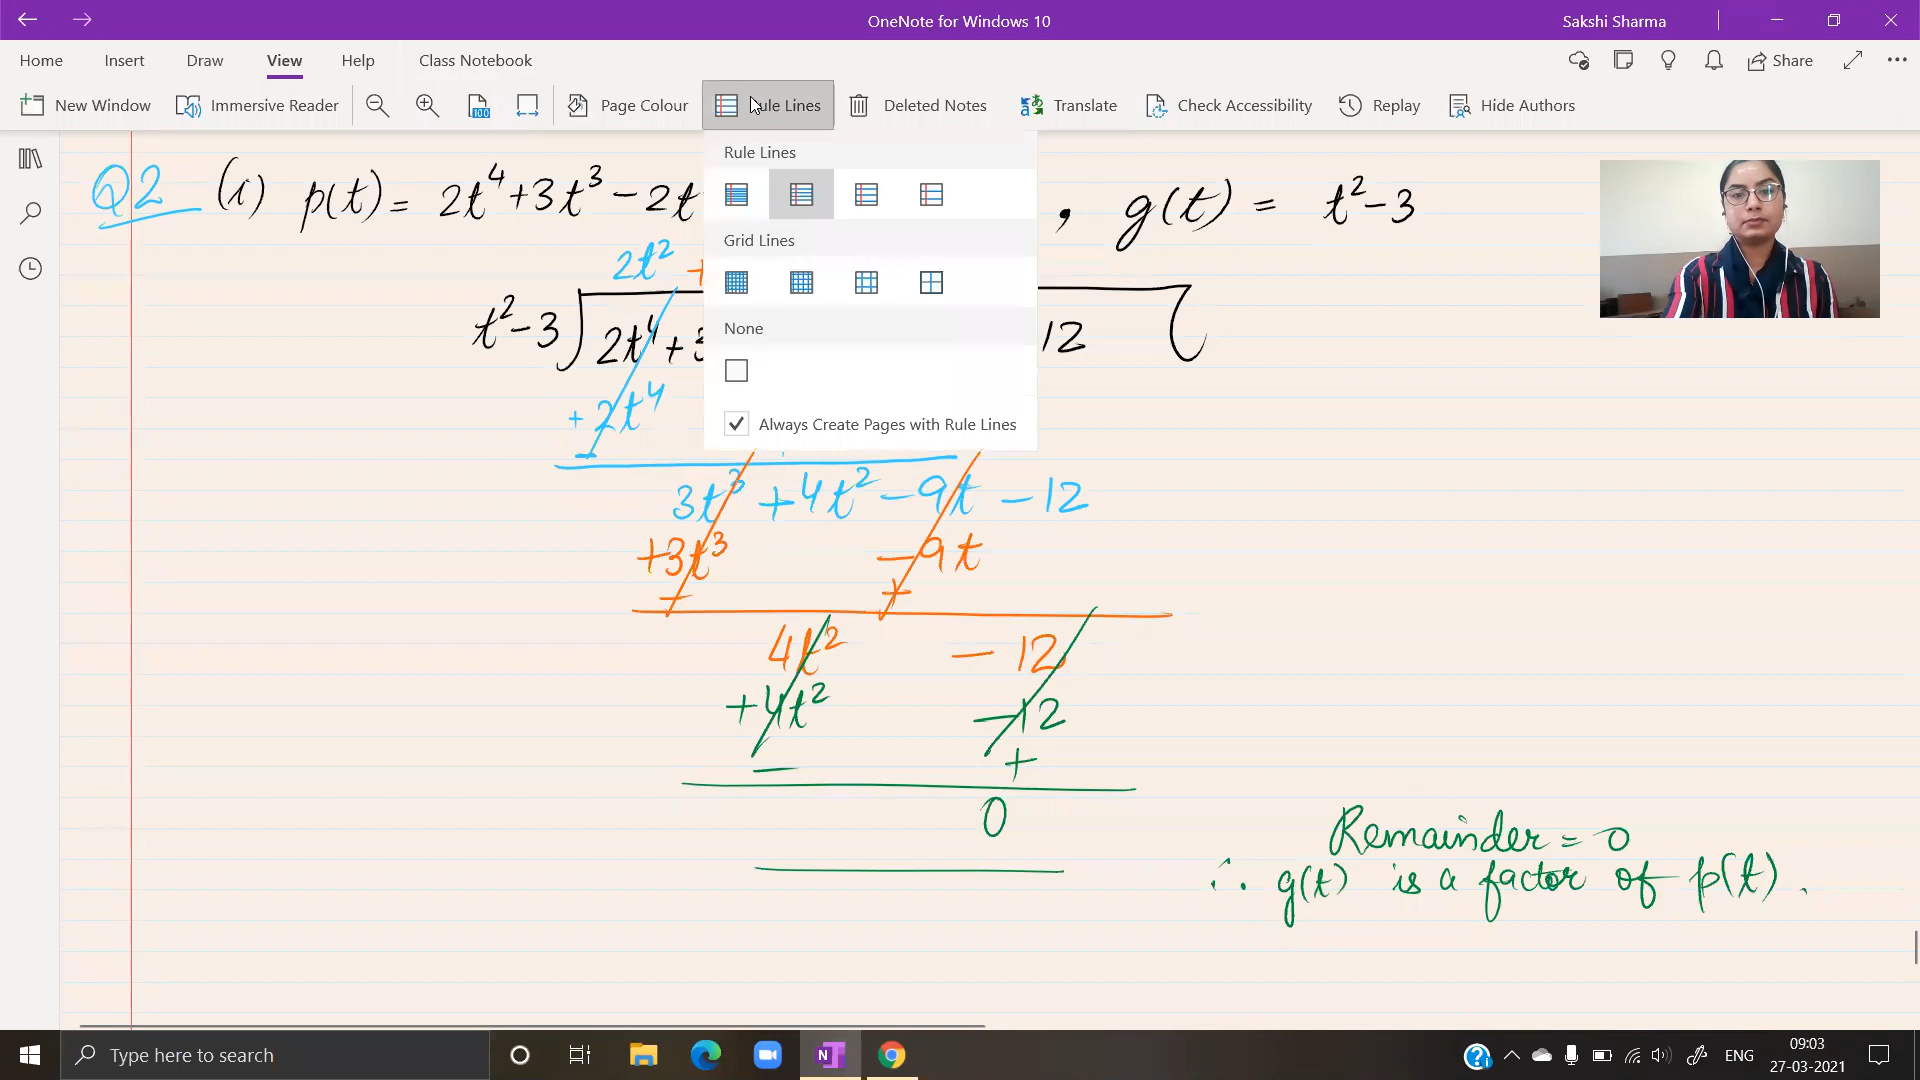 OneNote for Windows 10
Sakshi Sharma
Home Insert Draw View Help Class Notebook Share
New Window Immersive Reader 100 Page Colour Rule Lines Deleted Notes Translate Check Accessibility Replay Hide Authors
Rule Lines
Grid Lines
None
Always Create Pages with Rule Lines
Q2 (i) p(t) = 2t⁴+3t³-2t , g(t) = t²-3
2t² +
t²-3 2t⁴+3 12
+2t⁴
-
3t³ +4t² -9t -12
+3t³ -9t
- +
4t² -12
+4t² -12
- +
0
Remainder = 0
∴ g(t) is a factor of p(t).
Type here to search
ENG
09:03
27-03-2021